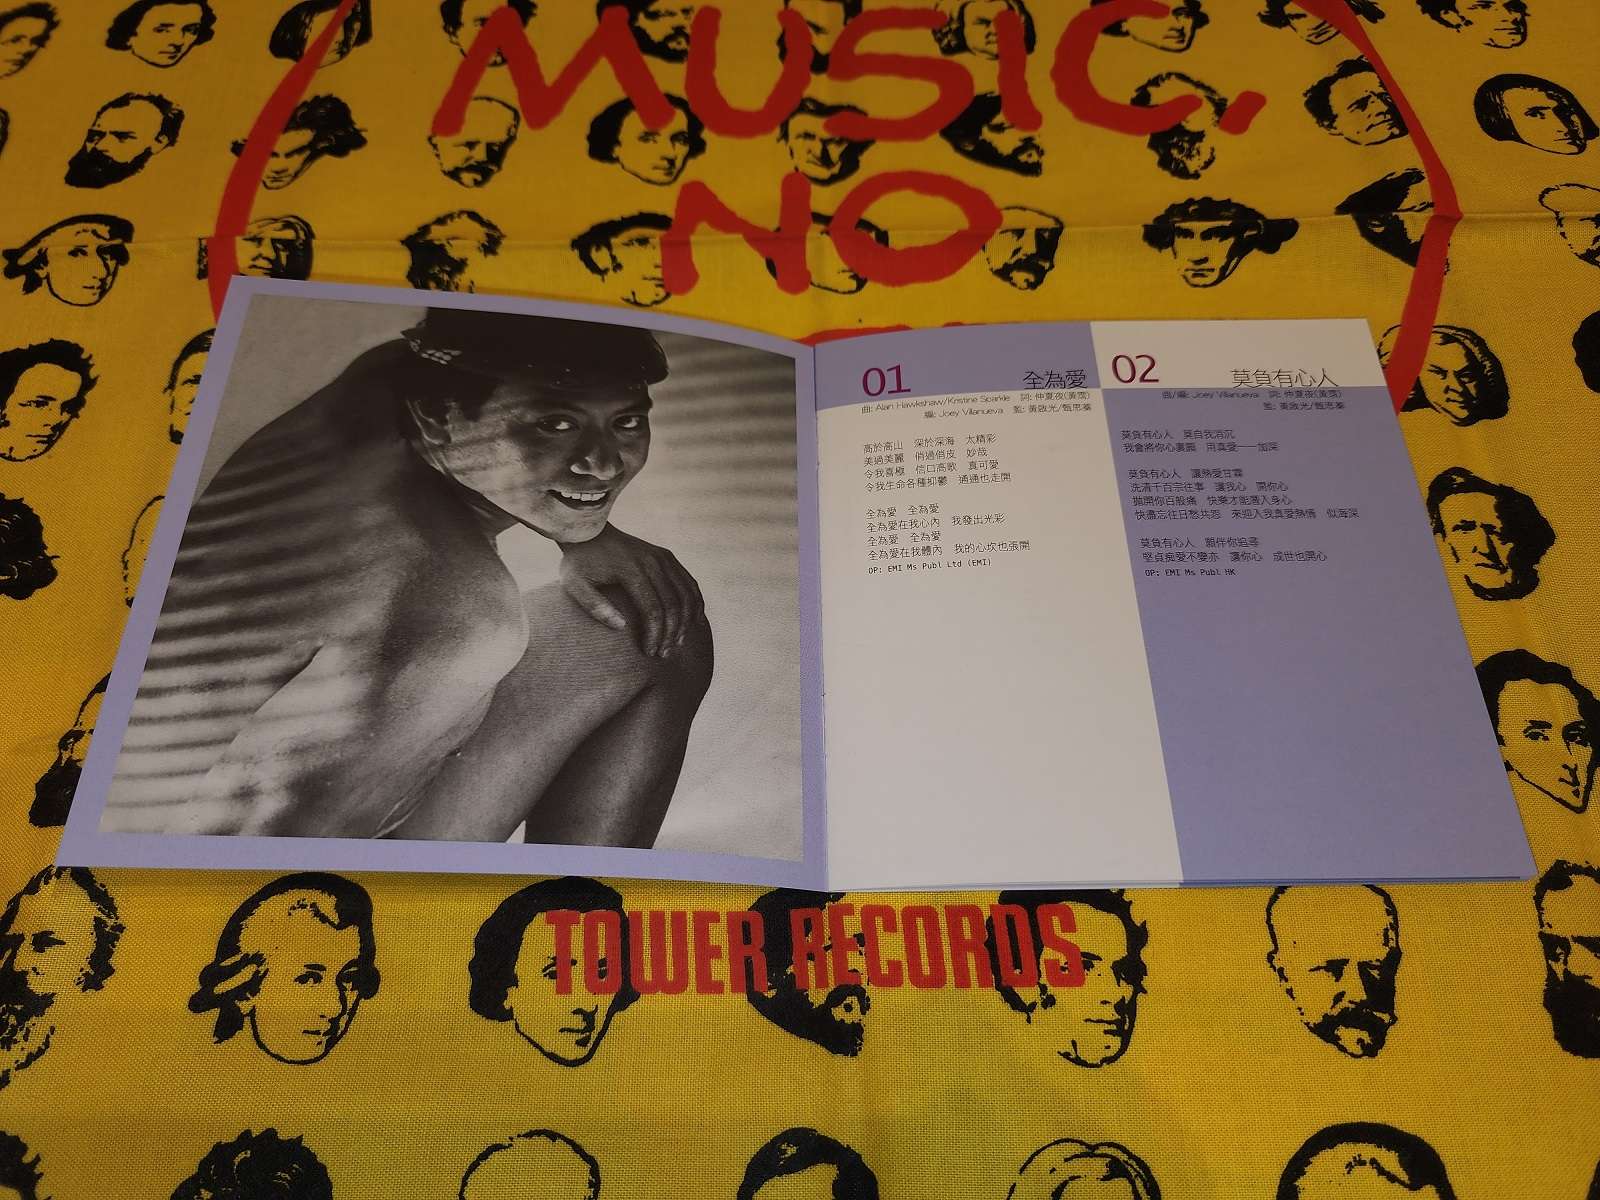 MUSIC,
NO
01 全為愛
曲: Alan Hawkshaw/Kristine Sparkle 詞: 仲夏夜(黃霑)
編: Joey Villanueva 監: 黃啟光/甄思蓁
高於高山 深於深海 太精彩
美過美麗 俏過俏皮 妙哉
令我喜極 信口高歌 真可愛
令我生命各種抑鬱 通通也走開
全為愛 全為愛
全為愛在我心內 我發出光彩
全為愛 全為愛
全為愛在我體內 我的心坎也張開
OP: EMI Ms Publ Ltd (EMI)
02 莫負有心人
曲/編: Joey Villanueva 詞: 仲夏夜(黃霑)
監: 黃啟光/甄思蓁
莫負有心人 莫自我消沉
我會將你心裏願 用真愛——加深
莫負有心人 讓熱愛甘霖
洗清千百宗往事 讓我心 開你心
拋開你百般痛 快樂才能潛入身心
快盡忘往日愁共怨 來迎入我真愛熱情 似海深
莫負有心人 願伴你追尋
堅貞痴愛不變亦 讓你心 成世也開心
OP: EMI Ms Publ HK
TOWER RECORDS